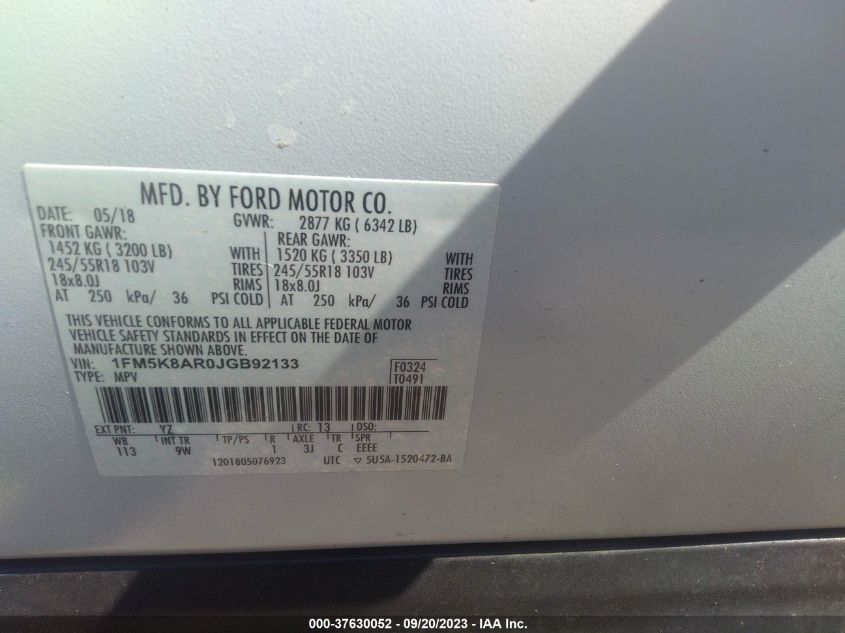 MFD. BY FORD MOTOR CO.
DATE: 05/18 GVWR: 2877 KG ( 6342 LB)
FRONT GAWR: REAR GAWR:
1452 KG ( 3200 LB) WITH 1520 KG ( 3350 LB) WITH
245/55R18 103V TIRES 245/55R18 103V TIRES
18x8.0J RIMS 18x8.0J RIMS
AT 250 kPa/ 36 PSI COLD AT 250 kPa/ 36 PSI COLD
THIS VEHICLE CONFORMS TO ALL APPLICABLE FEDERAL MOTOR
VEHICLE SAFETY STANDARDS IN EFFECT ON THE DATE OF
MANUFACTURE SHOWN ABOVE.
VIN: 1FM5K8AR0JGB92133 F0324
TYPE: MPV T0491
EXT PNT: YZ RC: 13 DSO:
WB INT TR TP/PS R AXLE TR SPR
113 9W 1 3J C EEEE
1201805076923 UTC ▽ 5U5A-1520472-BA
000-37630052 - 09/20/2023 - IAA Inc.